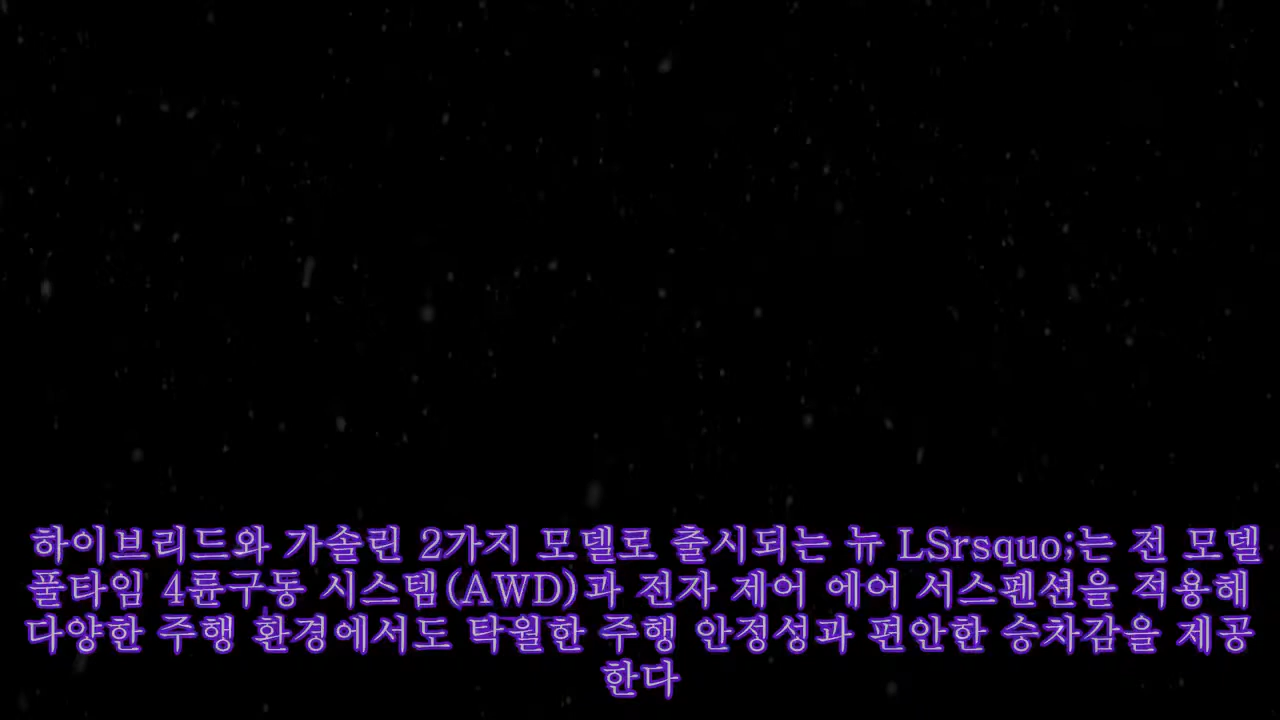 하이브리드와 가솔린 2가지 모델로 출시되는 뉴 LSrsquo;는 전 모델
풀타임 4륜구동 시스템(AWD)과 전자 제어 에어 서스펜션을 적용해
다양한 주행 환경에서도 탁월한 주행 안정성과 편안한 승차감을 제공
한다